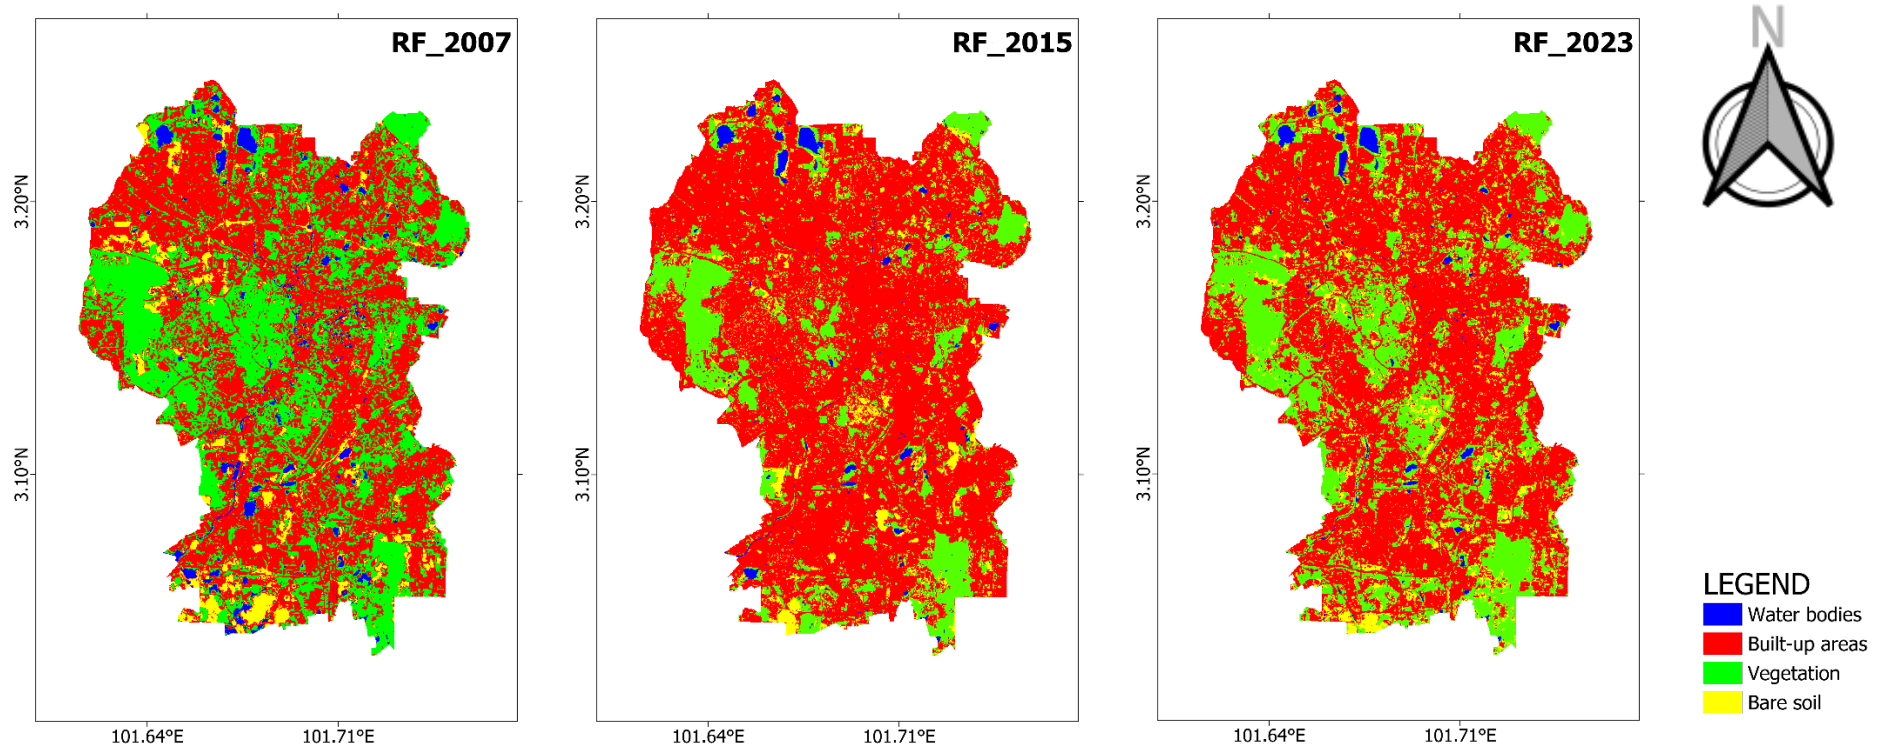 RF_2007
3.20°N
3.10°N
101.64°E 101.71°E
RF_2015
3.20°N
3.10°N
101.64°E 101.71°E
RF_2023
3.20°N
3.10°N
101.64°E 101.71°E
N
LEGEND
Water bodies
Built-up areas
Vegetation
Bare soil